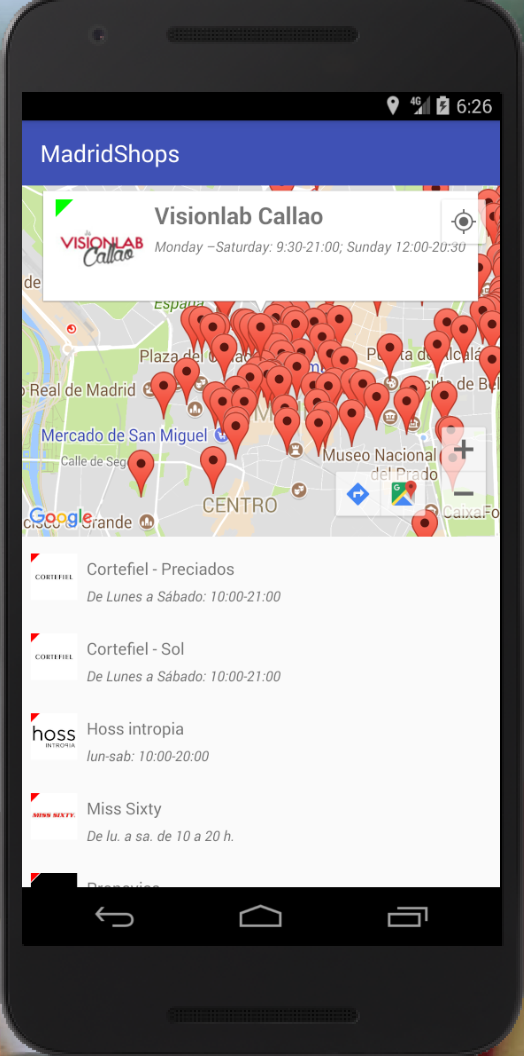 4G 6:26
MadridShops
VISIONLAB
Callao
Visionlab Callao
Monday –Saturday: 9:30-21:00; Sunday 12:00-20:30
de
España
Plaza del
Real de Madrid
Mercado de San Miguel
Calle de Seg
Museo Nacional
del Prado
CENTRO
Google
Grande
CaixaFo
CORTEFIEL
Cortefiel - Preciados
De Lunes a Sábado: 10:00-21:00
CORTEFIEL
Cortefiel - Sol
De Lunes a Sábado: 10:00-21:00
hoss
INTROPIA
Hoss intropia
lun-sab: 10:00-20:00
MISS SIXTY
Miss Sixty
De lu. a sa. de 10 a 20 h.